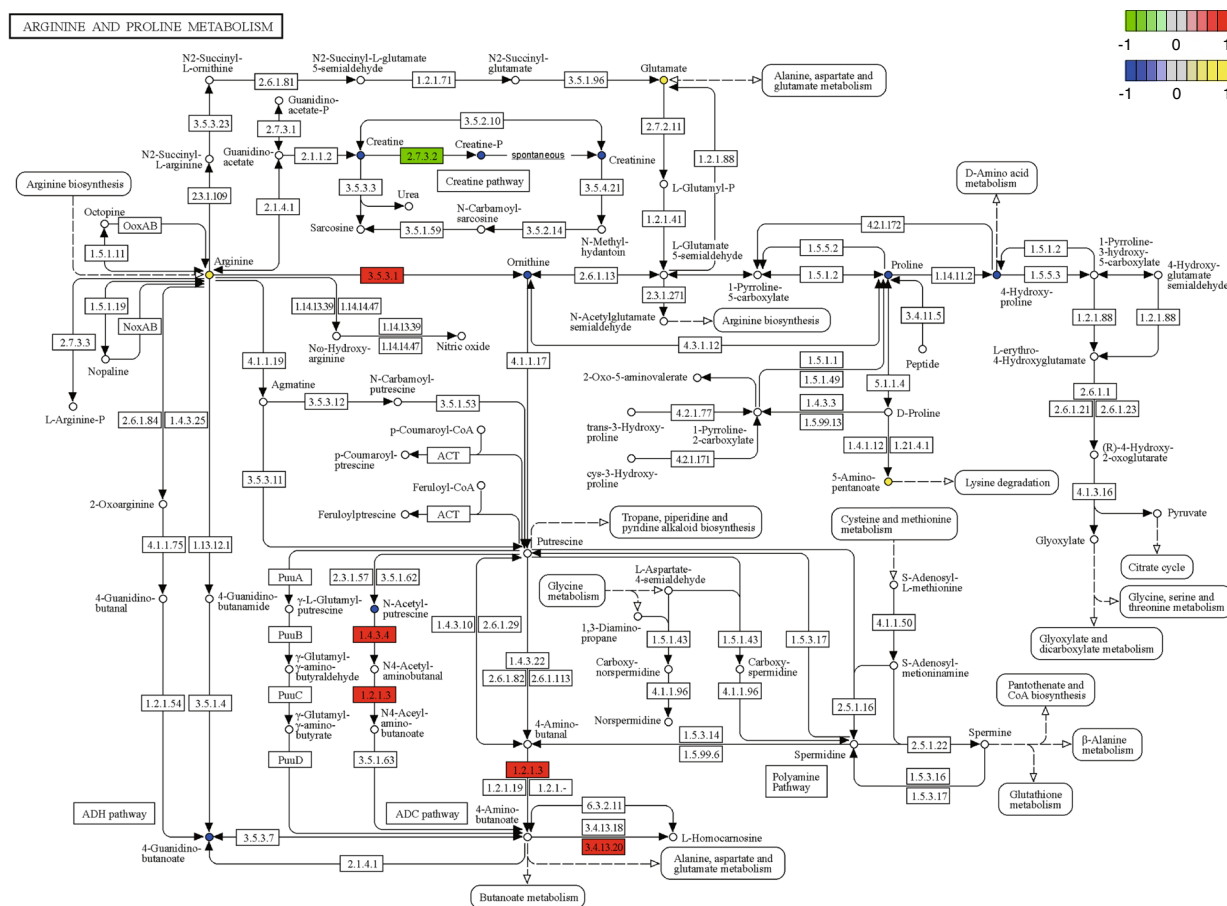 ARGININE AND PROLINE METABOLISM
-1 0 1
-1 0 1
N2-Succinyl-
L-ornithine
2.6.1.81
N2-Succinyl-L-glutamate
5-semialdehyde
1.2.1.71
N2-Succinyl-
glutamate
3.5.1.96
Glutamate
Alanine, aspartate and
glutamate metabolism
Guanidino-
acetate-P
3.5.3.23
2.7.3.1
3.5.2.10
2.7.2.11
N2-Succinyl-
L-arginine
Guanidino-
acetate
2.1.1.2
Creatine
2.7.3.2
Creatine-P
spontaneous
Creatinine
1.2.1.88
Arginine biosynthesis
3.5.3.3
Creatine pathway
3.5.4.21
L-Glutamyl-P
D-Amino acid
metabolism
2.3.1.109
2.1.4.1
Urea
Octopine
OoxAB
Sarcosine
3.5.1.59
N-Carbamoyl-
sarcosine
3.5.2.14
N-Methyl-
hydantoin
1.2.1.41
4.2.1.172
1.5.1.11
L-Glutamate
5-semialdehyde
1.5.5.2
1.5.1.2
1-Pyrroline-
3-hydroxy-
5-carboxylate
Arginine
3.5.3.1
Ornithine
2.6.1.13
1.5.1.2
Proline
1.14.11.2
1.5.5.3
4-Hydroxy-
glutamate
semialdehyde
1-Pyrroline-
5-carboxylate
4-Hydroxy-
proline
1.5.1.19
2.3.1.271
1.14.13.39
1.14.14.47
N-Acetylglutamate
semialdehyde
Arginine biosynthesis
3.4.11.5
1.2.1.88
1.2.1.88
NoxAB
1.14.13.39
1.14.14.47
Nω-Hydroxy-
arginine
Nitric oxide
2.7.3.3
4.3.1.12
Peptide
L-erythro-
4-Hydroxyglutamate
Nopaline
4.1.1.19
4.1.1.17
1.5.1.1
1.5.1.49
Agmatine
N-Carbamoyl-
putrescine
2-Oxo-5-aminovalerate
5.1.1.4
2.6.1.1
2.6.1.21
2.6.1.23
L-Arginine-P
3.5.3.12
3.5.1.53
1.4.3.3
1.5.99.13
D-Proline
2.6.1.84
1.4.3.25
trans-3-Hydroxy-
proline
4.2.1.77
1-Pyrroline-
2-carboxylate
p-Coumaroyl-CoA
ACT
p-Coumaroyl-
ptrescine
4.2.1.171
cys-3-Hydroxy-
proline
1.4.1.12
1.21.4.1
(R)-4-Hydroxy-
2-oxoglutarate
3.5.3.11
Feruloyl-CoA
5-Amino-
pentanoate
Lysine degradation
4.1.3.16
2-Oxoarginine
Feruloylptrescine
ACT
Tropane, piperidine and
pyridine alkaloid biosynthesis
Cysteine and methionine
metabolism
Pyruvate
4.1.1.75
1.13.12.1
Putrescine
Glyoxylate
Citrate cycle
PuuA
2.3.1.57
3.5.1.62
Glycine
metabolism
L-Aspartate-
4-semialdehyde
S-Adenosyl-
L-methionine
4-Guanidino-
butanal
4-Guanidino-
butanamide
γ-L-Glutamyl-
putrescine
N-Acetyl-
putrescine
Glycine, serine and
threonine metabolism
PuuB
1.4.3.4
1.4.3.10
2.6.1.29
1,3-Diamino-
propane
1.5.1.43
1.5.1.43
1.5.3.17
4.1.1.50
Glyoxylate and
dicarboxylate metabolism
γ-Glutamyl-
γ-amino-
butyraldehyde
N4-Acetyl-
aminobutanal
1.4.3.22
2.6.1.82
2.6.1.113
Carboxy-
norspermidine
Carboxy-
spermidine
S-Adenosyl-
metioninamine
1.2.1.54
3.5.1.4
PuuC
1.2.1.3
4.1.1.96
4.1.1.96
Pantothenate and
CoA biosynthesis
γ-Glutamyl-
γ-amino-
butyrate
N4-Aceyl-
amino-
butanoate
Norspermidine
2.5.1.16
4-Amino-
butanal
1.5.3.14
1.5.99.6
Spermidine
2.5.1.22
Spermine
β-Alanine
metabolism
PuuD
3.5.1.63
1.2.1.3
1.2.1.19
1.2.1.-
Polyamine
Pathway
1.5.3.16
1.5.3.17
Glutathione
metabolism
ADH pathway
ADC pathway
4-Amino-
butanoate
6.3.2.11
3.4.13.18
3.4.13.20
L-Homocarnosine
4-Guanidino-
butanoate
3.5.3.7
2.1.4.1
Alanine, aspartate and
glutamate metabolism
Butanoate metabolism